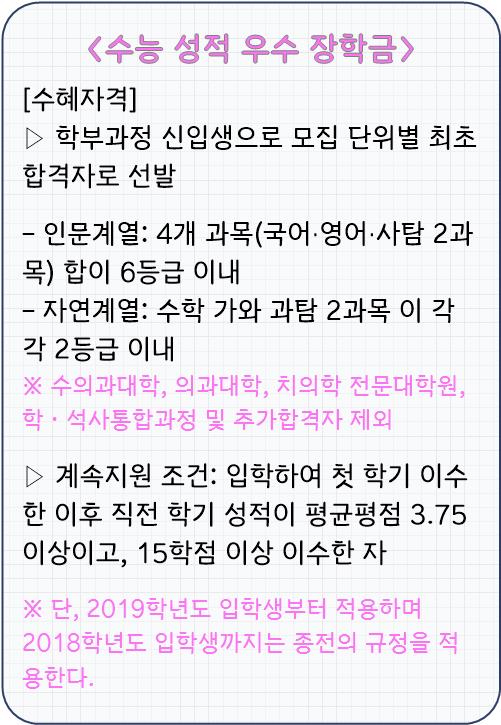 <수능 성적 우수 장학금>
[수혜자격]
▷ 학부과정 신입생으로 모집 단위별 최초
합격자로 선발
- 인문계열: 4개 과목(국어·영어·사탐 2과
목) 합이 6등급 이내
- 자연계열: 수학 가와 과탐 2과목 이 각
각 2등급 이내
※ 수의과대학, 의과대학, 치의학 전문대학원,
학 · 석사통합과정 및 추가합격자 제외
▷ 계속지원 조건: 입학하여 첫 학기 이수
한 이후 직전 학기 성적이 평균평점 3.75
이상이고, 15학점 이상 이수한 자
※ 단, 2019학년도 입학생부터 적용하며
2018학년도 입학생까지는 종전의 규정을 적
용한다.